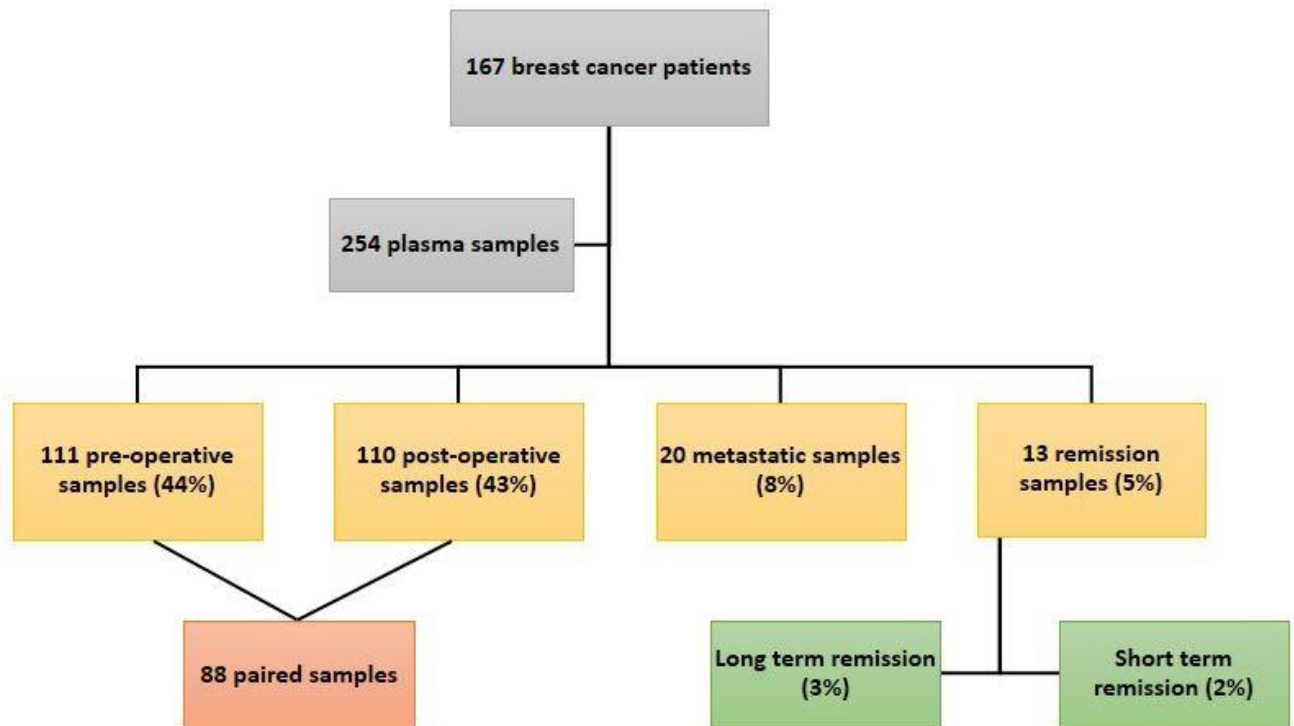 167 breast cancer patients
254 plasma samples
111 pre-operative
samples (44%)
110 post-operative
samples (43%)
20 metastatic samples
(8%)
13 remission
samples (5%)
88 paired samples
Long term remission
(3%)
Short term
remission (2%)